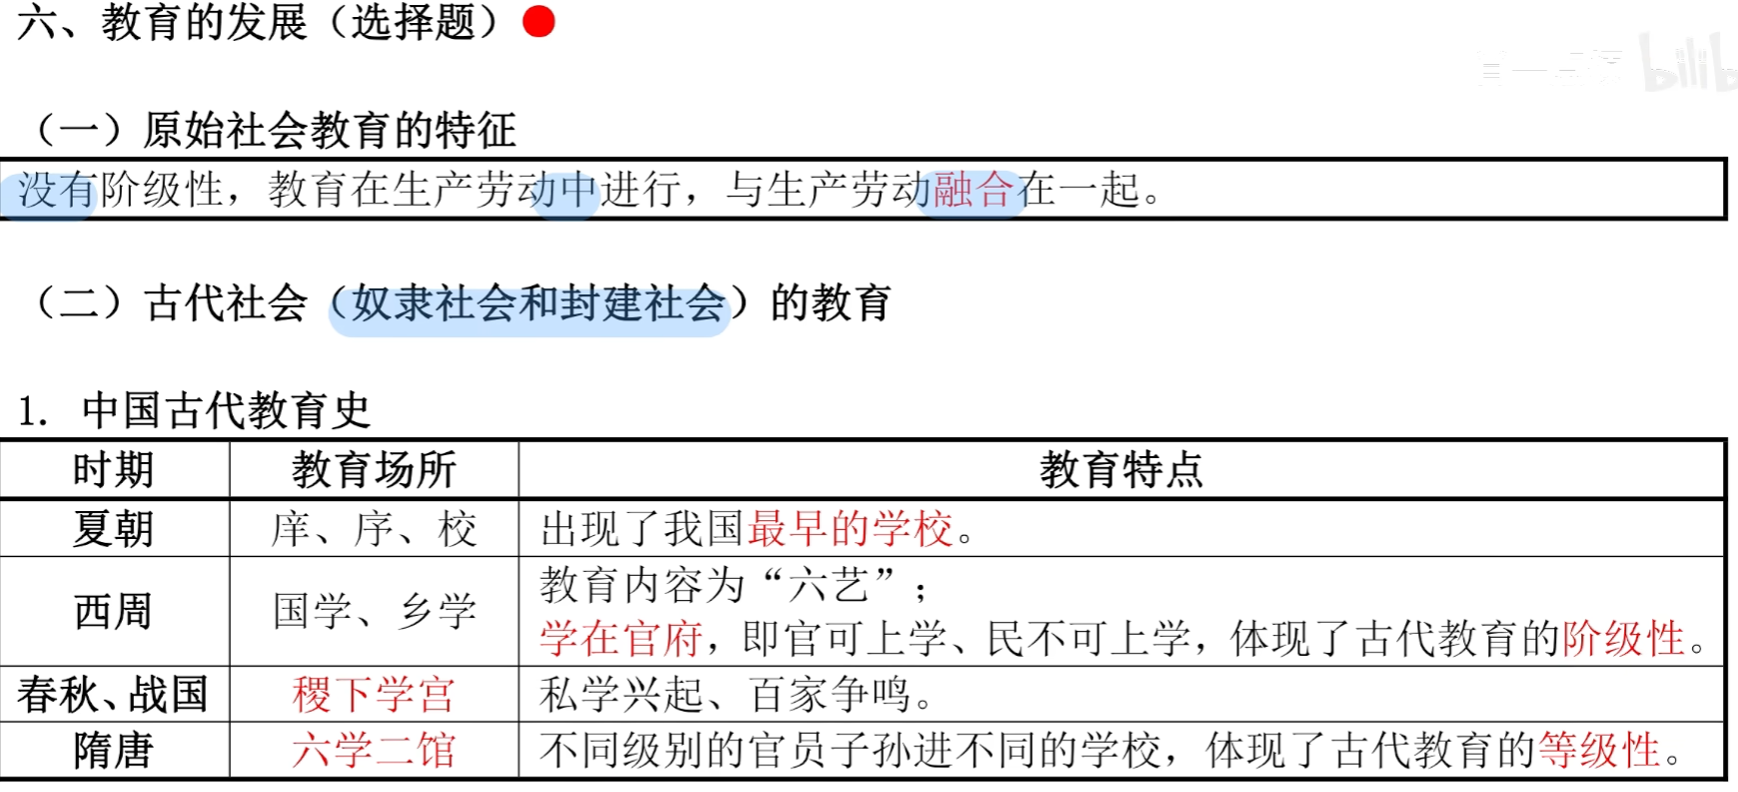 六、教育的发展（选择题）
bilib
（一）原始社会教育的特征
没有阶级性，教育在生产劳动中进行，与生产劳动融合在一起。
（二）古代社会（奴隶社会和封建社会）的教育
1. 中国古代教育史
时期 教育场所 教育特点
夏朝 庠、序、校 出现了我国最早的学校。
西周 国学、乡学 教育内容为“六艺”；
学在官府，即官可上学、民不可上学，体现了古代教育的阶级性。
春秋、战国 稷下学宫 私学兴起、百家争鸣。
隋唐 六学二馆 不同级别的官员子孙进不同的学校，体现了古代教育的等级性。